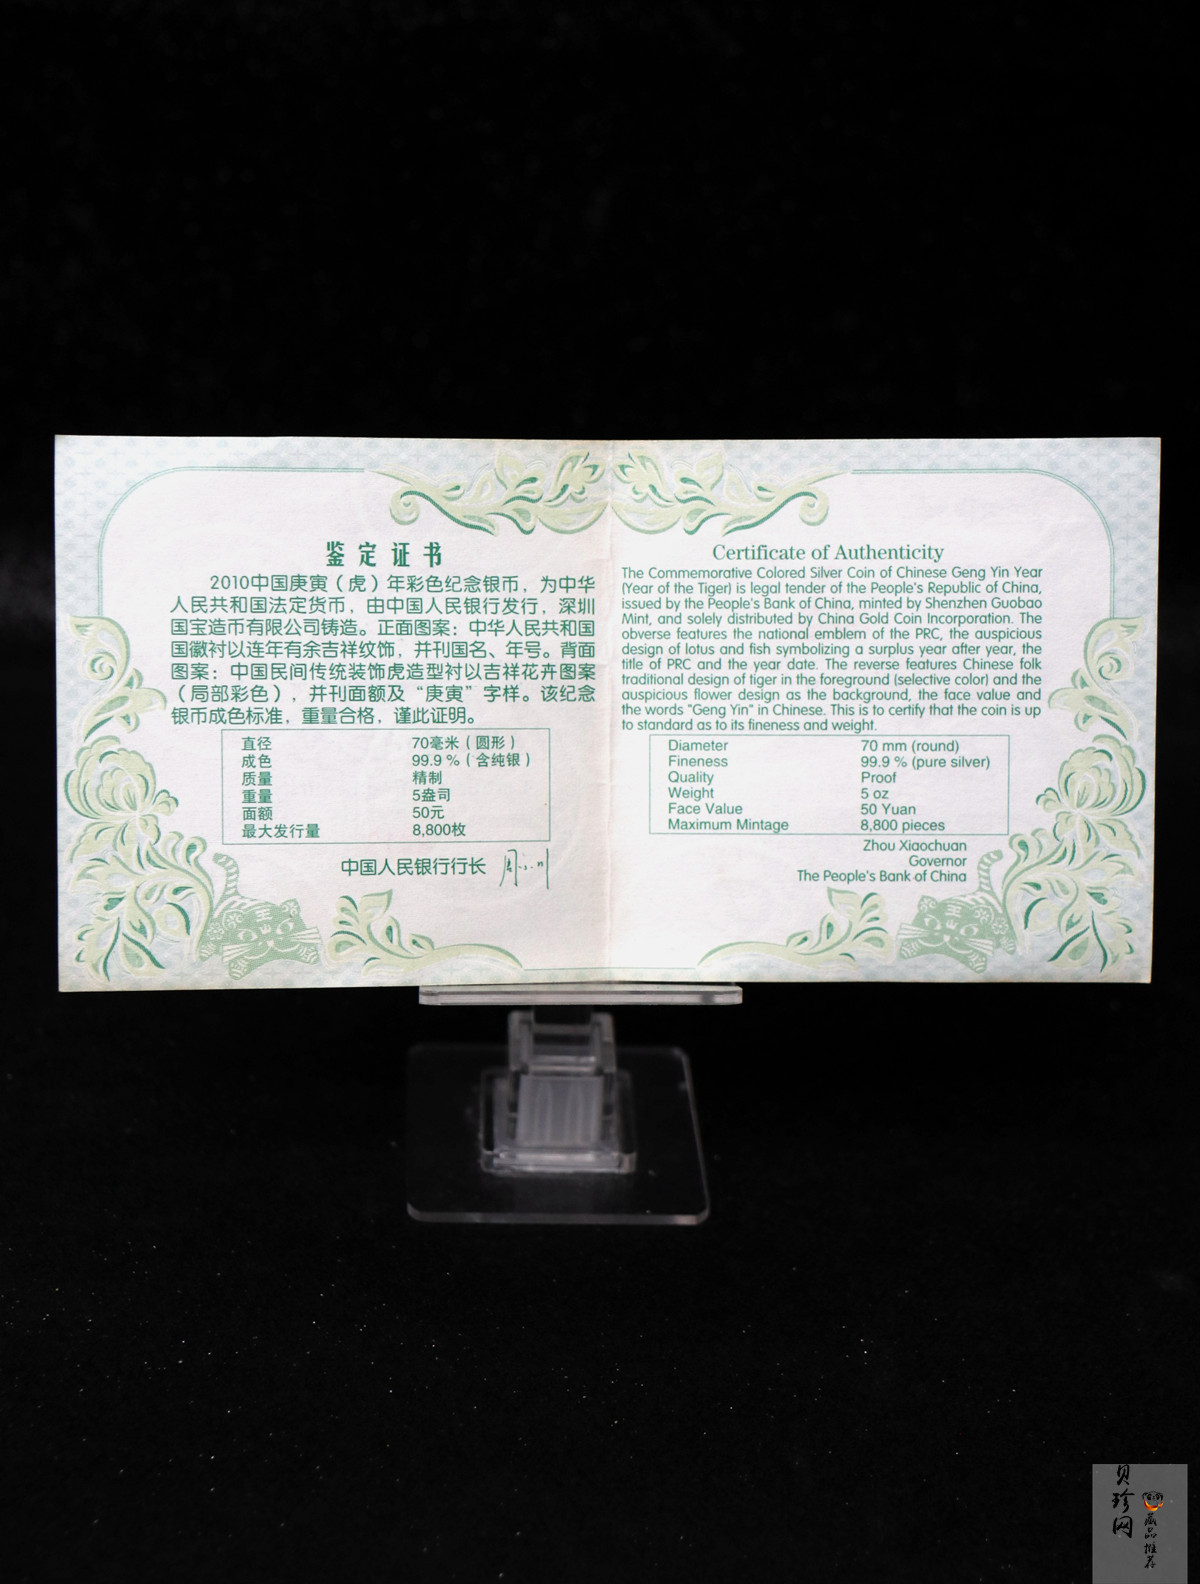 鉴定证书
2010中国庚寅（虎）年彩色纪念银币，为中华
人民共和国法定货币，由中国人民银行发行，深圳
国宝造币有限公司铸造。正面图案：中华人民共和国
国徽衬以连年有余吉祥纹饰，并刊国名、年号。背面
图案：中国民间传统装饰虎造型衬以吉祥花卉图案
（局部彩色），并刊面额及“庚寅”字样。该纪念
银币成色标准，重量合格，谨此证明。
直径 70毫米（圆形）
成色 99.9％（含纯银）
质量 精制
重量 5盎司
面额 50元
最大发行量 8,800枚
中国人民银行行长
Certificate of Authenticity
The Commemorative Colored Silver Coin of Chinese Geng Yin Year
(Year of the Tiger) is legal tender of the People's Republic of China,
issued by the People's Bank of China, minted by Shenzhen Guobao
Mint, and solely distributed by China Gold Coin Incorporation. The
obverse features the national emblem of the PRC, the auspicious
design of lotus and fish symbolizing a surplus year after year, the
title of PRC and the year date. The reverse features Chinese folk
traditional design of tiger in the foreground (selective color) and the
auspicious flower design as the background, the face value and
the words "Geng Yin" in Chinese. This is to certify that the coin is up
to standard as to its fineness and weight.
Diameter 70 mm (round)
Fineness 99.9 % (pure silver)
Quality Proof
Weight 5 oz
Face Value 50 Yuan
Maximum Mintage 8,800 pieces
Zhou Xiaochuan
Governor
The People's Bank of China
王
王
贝珍网
藏品推荐